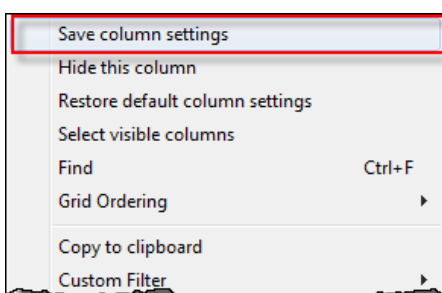 Save column settings
Hide this column
Restore default column settings
Select visible columns
Find Ctrl+F
Grid Ordering
Copy to clipboard
Custom Filter